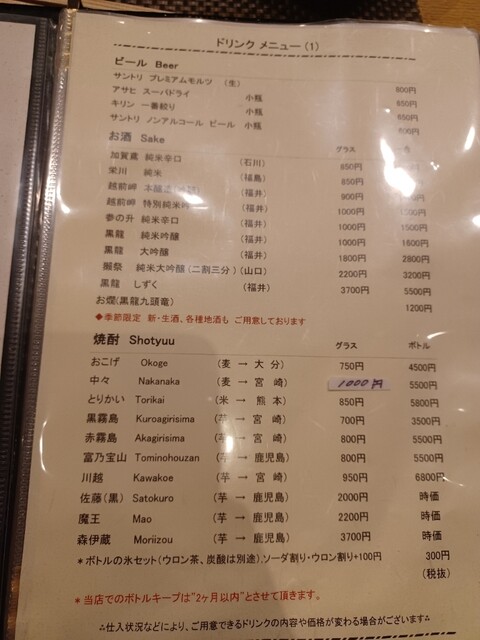 ドリンク メニュー (1)
ビール Beer
サントリ プレミアムモルツ (生) 800円
アサヒ スーパドライ 小瓶 650円
キリン 一番絞り 小瓶 650円
サントリ ノンアルコール ビール 小瓶 600円
お酒 Sake グラス
加賀鳶 純米辛口 (石川) 850円
栄川 純米 (福島) 850円
越前岬 (福井) 900円
越前岬 特別純米吟 (福井) 1000円
参の升 純米辛口 (福井) 1000円 1500円
黒龍 純米吟醸 (福井) 1000円 1600円
黒龍 大吟醸 (福井) 1800円 2800円
獺祭 純米大吟醸(二割三分)(山口) 2200円 3200円
黒龍 しずく (福井) 3700円 5500円
お燗(黒龍九頭竜) 1200円
◆季節限定 新・生酒、各種地酒も ご用意しております
焼酎 Shotyuu グラス ボトル
おこげ Okoge (麦 → 大 分) 750円 4500円
中々 Nakanaka (麦 → 宮 崎) 1000円 5500円
とりかい Torikai (米 → 熊 本) 850円 5800円
黒霧島 Kuroagirisima (芋 → 宮 崎) 700円 3500円
赤霧島 Akagirisima (芋 → 宮 崎) 800円 5500円
富乃宝山 Tominohouzan (芋 → 鹿児島) 800円 5500円
川越 Kawakoe (芋 → 宮 崎) 950円 6800円
佐藤(黒) Satokuro (芋 → 鹿児島) 2000円 時価
魔王 Mao (芋 → 鹿児島) 2200円 時価
森伊蔵 Moriizou (芋 → 鹿児島) 3700円 時価
*ボトルの氷セット(ウロン茶、炭酸は別途),ソーダ割り・ウロン割り+100円 300円
(税抜)
*当店でのボトルキープは"2ヶ月以内"とさせて頂きます。
∴仕入状況などにより、ご用意できるドリンクの内容や価格が変わる場合がございます∴